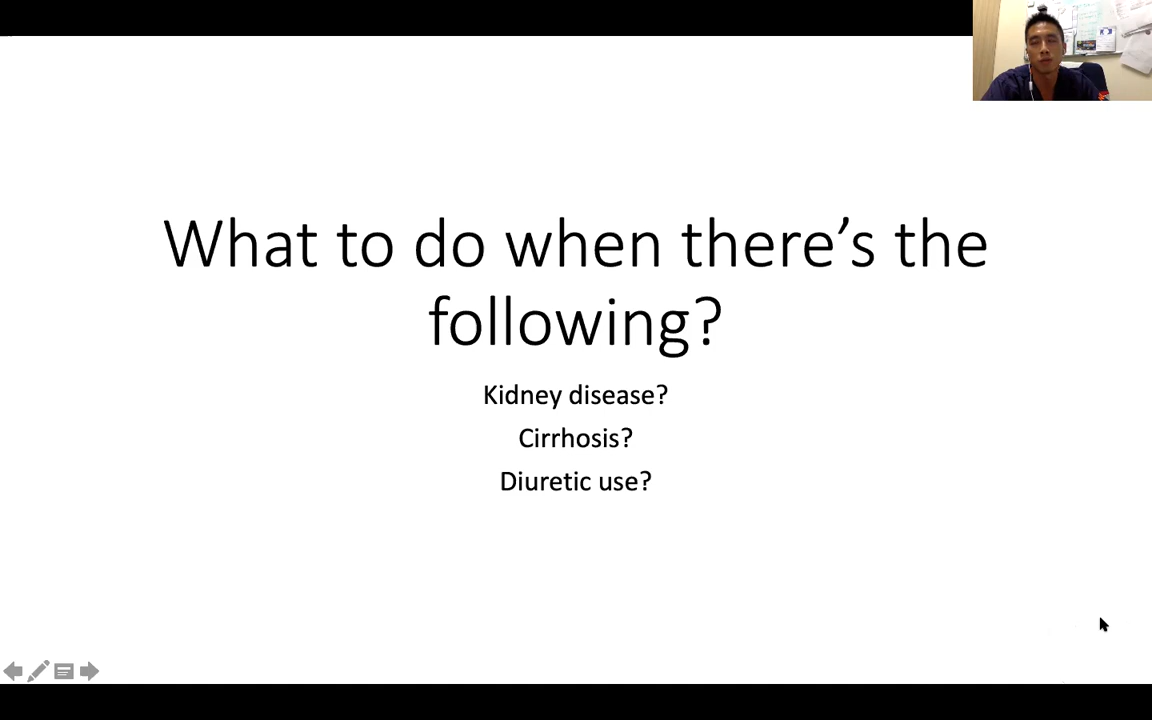 What to do when there’s the
following?
Kidney disease?
Cirrhosis?
Diuretic use?